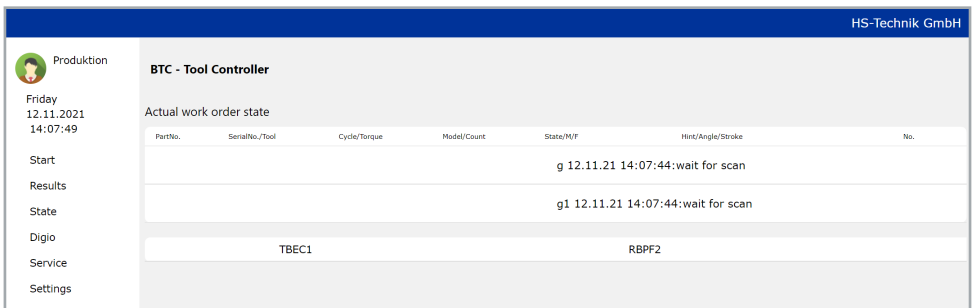 HS-Technik GmbH
Produktion
Friday
12.11.2021
14:07:49
Start
Results
State
Digio
Service
Settings
BTC - Tool Controller
Actual work order state
PartNo. SerialNo./Tool Cycle/Torque Model/Count State/M/F Hint/Angle/Stroke No.
g 12.11.21 14:07:44:wait for scan
g1 12.11.21 14:07:44:wait for scan
TBEC1 RBPF2